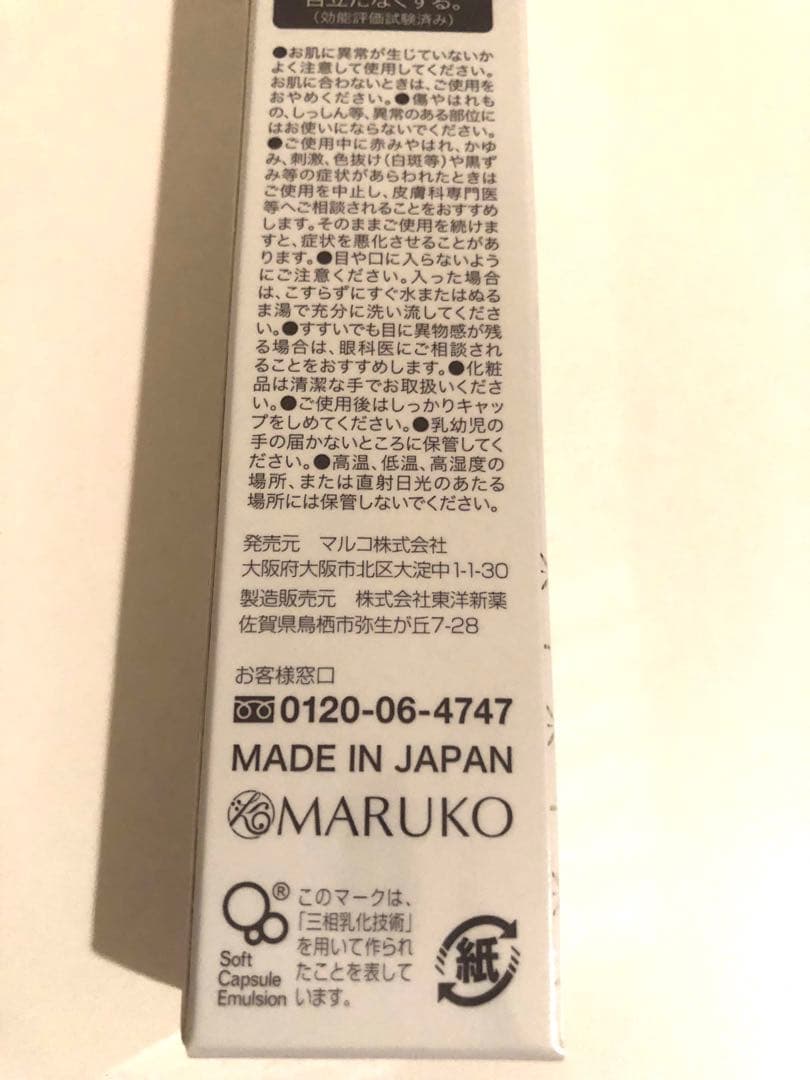 目立たなくする。
(効能評価試験済み)
●お肌に異常が生じていないか
よく注意して使用してください。
お肌に合わないときは、ご使用を
おやめください。●傷やはれも
の、しっしん等、異常のある部位に
はお使いにならないでください。
●ご使用中に赤みやはれ、かゆ
み、刺激、色抜け(白斑等)や黒ず
み等の症状があらわれたときは
ご使用を中止し、皮膚科専門医
等へご相談されることをおすすめ
します。そのままご使用を続けま
すと、症状を悪化させることがあ
ります。●目や口に入らないよう
にご注意ください。入った場合
は、こすらずにすぐ水またはぬる
ま湯で充分に洗い流してくださ
い。●すすいでも目に異物感が残
る場合は、眼科医にご相談され
ることをおすすめします。●化粧
品は清潔な手でお取扱いくださ
い。●ご使用後はしっかりキャッ
プをしめてください。●乳幼児の
手の届かないところに保管してく
ださい。●高温、低温、高湿度の
場所、または直射日光のあたる
場所には保管しないでください。
発売元 マルコ株式会社
大阪府大阪市北区大淀中1-1-30
製造販売元 株式会社東洋新薬
佐賀県鳥栖市弥生が丘7-28
お客様窓口
0120-06-4747
MADE IN JAPAN
MARUKO
®
Soft
Capsule
Emulsion
このマークは、
「三相乳化技術」
を用いて作られ
たことを表して
います。
紙